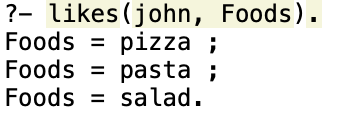 ?- likes(john, Foods).
Foods = pizza ;
Foods = pasta ;
Foods = salad.